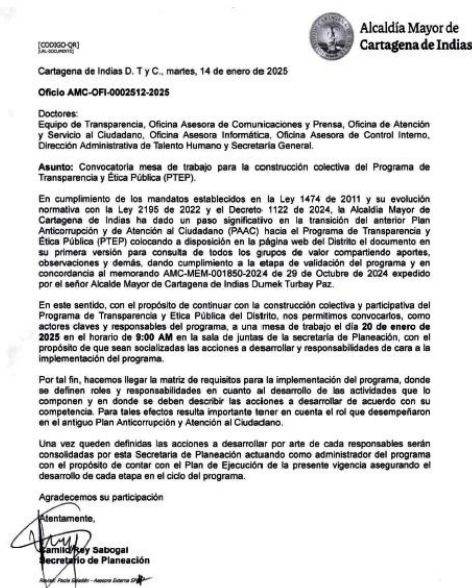 Alcaldía Mayor de
Cartagena de Indias
[CODIGO-QR]
[URL-DOCUMENTO]
Cartagena de Indias D. T y C., martes, 14 de enero de 2025
Oficio AMC-OFI-0002512-2025
Doctores:
Equipo de Transparencia, Oficina Asesora de Comunicaciones y Prensa, Oficina de Atención
y Servicio al Ciudadano, Oficina Asesora Informática, Oficina Asesora de Control Interno,
Dirección Administrativa de Talento Humano y Secretaría General.
Asunto: Convocatoria mesa de trabajo para la construcción colectiva del Programa de
Transparencia y Ética Pública (PTEP).
En cumplimiento de los mandatos establecidos en la Ley 1474 de 2011 y su evolución
normativa con la Ley 2195 de 2022 y el Decreto 1122 de 2024, la Alcaldía Mayor de
Cartagena de Indias ha dado un paso significativo en la transición del anterior Plan
Anticorrupción y de Atención al Ciudadano (PAAC) hacia el Programa de Transparencia y
Ética Pública (PTEP) colocando a disposición en la página web del Distrito el documento en
su primera versión para consulta de todos los grupos de valor compartiendo aportes,
observaciones y demás, dando cumplimiento a la etapa de validación del programa y en
concordancia al memorando AMC-MEM-001850-2024 de 29 de Octubre de 2024 expedido
por el señor Alcalde Mayor de Cartagena de Indias Dumek Turbay Paz.
En este sentido, con el propósito de continuar con la construcción colectiva y participativa del
Programa de Transparencia y Etica Publica del Distrito, nos permitimos convocarlos, como
actores claves y responsables del programa, a una mesa de trabajo el día 20 de enero de
2025 en el horario de 9:00 AM en la sala de juntas de la secretaria de Planeación, con el
propósito de que sean socializadas las acciones a desarrollar y responsabilidades de cara a la
implementación del programa.
Por tal fin, hacemos llegar la matriz de requisitos para la implementación del programa, donde
se definen roles y responsabilidades en cuanto al desarrollo de las actividades que lo
componen y en donde se deben describir las acciones a desarrollar de acuerdo con su
competencia. Para tales efectos resulta importante tener en cuenta el rol que desempeñaron
en el antiguo Plan Anticorrupción y Atención al Ciudadano.
Una vez queden definidas las acciones a desarrollar por arte de cada responsables serán
consolidadas por esta Secretaria de Planeación actuando como administrador del programa
con el propósito de contar con el Plan de Ejecución de la presente vigencia asegurando el
desarrollo de cada etapa en el ciclo del programa.
Agradecemos su participación
Atentamente,
Camilo Rey Sabogal
Secretario de Planeación
Asesora Externa